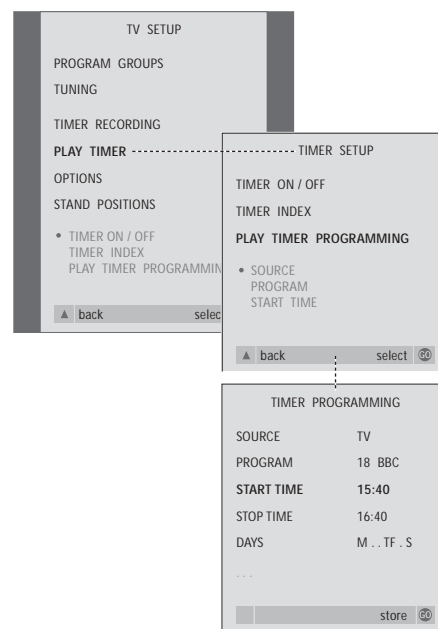 TV SETUP
PROGRAM GROUPS
TUNING
TIMER RECORDING
PLAY TIMER
OPTIONS
STAND POSITIONS
• TIMER ON / OFF
TIMER INDEX
PLAY TIMER PROGRAMMIN
▲ back selec
TIMER SETUP
TIMER ON / OFF
TIMER INDEX
PLAY TIMER PROGRAMMING
• SOURCE
PROGRAM
START TIME
▲ back select GO
TIMER PROGRAMMING
SOURCE TV
PROGRAM 18 BBC
START TIME 15:40
STOP TIME 16:40
DAYS M . . TF . S
. . .
store GO